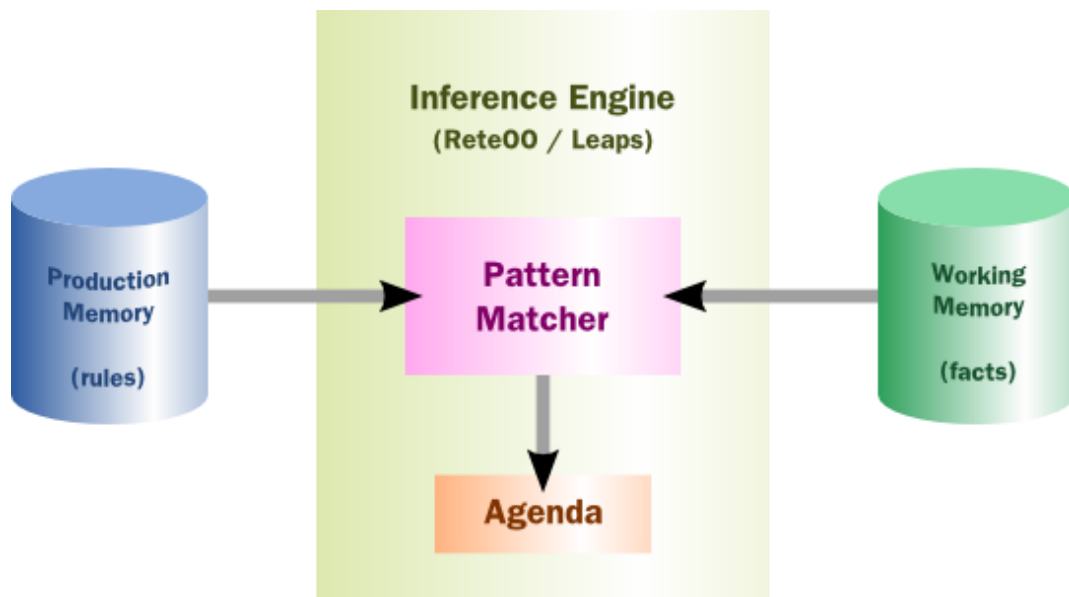 Inference Engine
(ReteOO / Leaps)
Production
Memory
(rules)
Pattern
Matcher
Working
Memory
(facts)
Agenda